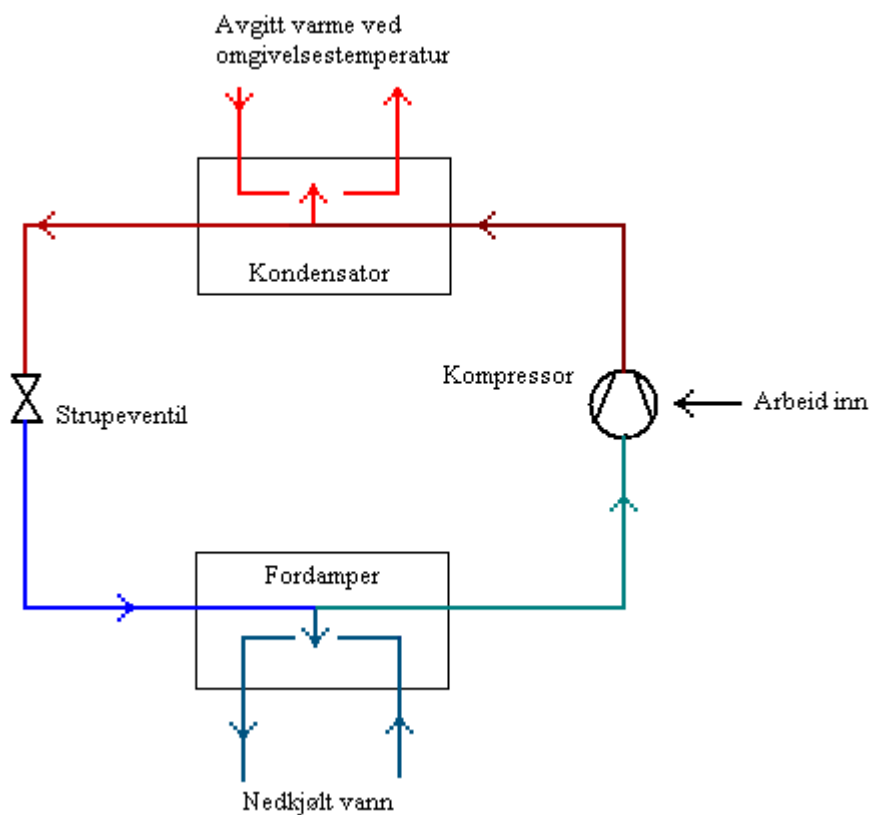 Avgitt varme ved
omgivelsestemperatur
Kondensator
Kompressor
Arbeid inn
Strupeventil
Fordamper
Nedkjølt vann